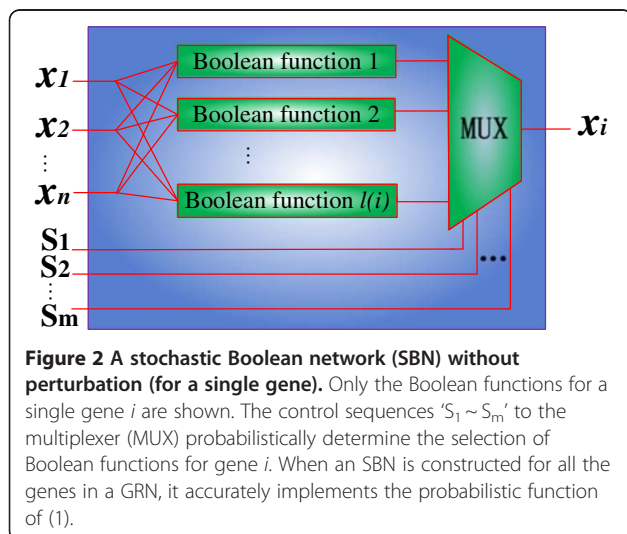 x1
Boolean function 1
x2
Boolean function 2
MUX
xi
⋮
⋮
xn
Boolean function l(i)
S1
S2
...
⋮
Sm
Figure 2 A stochastic Boolean network (SBN) without
perturbation (for a single gene). Only the Boolean functions for a
single gene i are shown. The control sequences ‘S₁ ~ Sₘ’ to the
multiplexer (MUX) probabilistically determine the selection of
Boolean functions for gene i. When an SBN is constructed for all the
genes in a GRN, it accurately implements the probabilistic function
of (1).